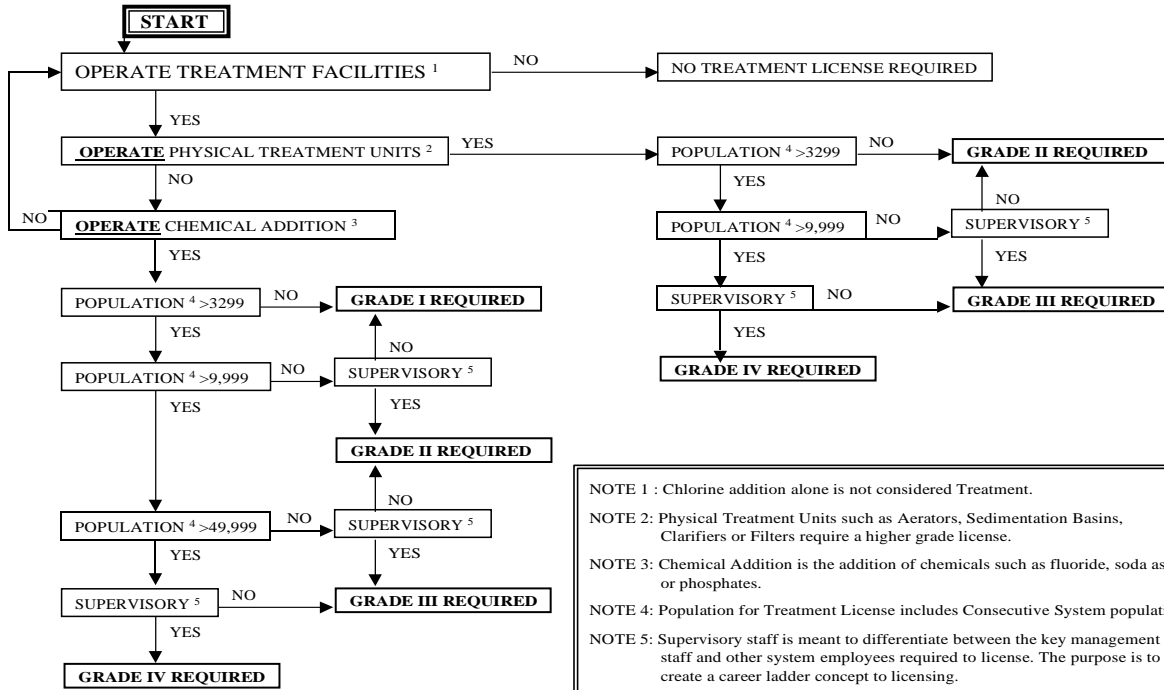 START
OPERATE TREATMENT FACILITIES 1
NO
NO TREATMENT LICENSE REQUIRED
YES
OPERATE PHYSICAL TREATMENT UNITS 2
YES
POPULATION 4 >3299
NO
GRADE II REQUIRED
NO
YES
NO
NO
OPERATE CHEMICAL ADDITION 3
POPULATION 4 >9,999
NO
SUPERVISORY 5
YES
YES
YES
POPULATION 4 >3299
NO
GRADE I REQUIRED
SUPERVISORY 5
NO
GRADE III REQUIRED
YES
NO
YES
POPULATION 4 >9,999
NO
SUPERVISORY 5
GRADE IV REQUIRED
YES
YES
GRADE II REQUIRED
NO
POPULATION 4 >49,999
NO
SUPERVISORY 5
YES
YES
SUPERVISORY 5
NO
GRADE III REQUIRED
YES
GRADE IV REQUIRED
NOTE 1 : Chlorine addition alone is not considered Treatment.
NOTE 2: Physical Treatment Units such as Aerators, Sedimentation Basins,
Clarifiers or Filters require a higher grade license.
NOTE 3: Chemical Addition is the addition of chemicals such as fluoride, soda as
or phosphates.
NOTE 4: Population for Treatment License includes Consecutive System populat
NOTE 5: Supervisory staff is meant to differentiate between the key management
staff and other system employees required to license. The purpose is to
create a career ladder concept to licensing.